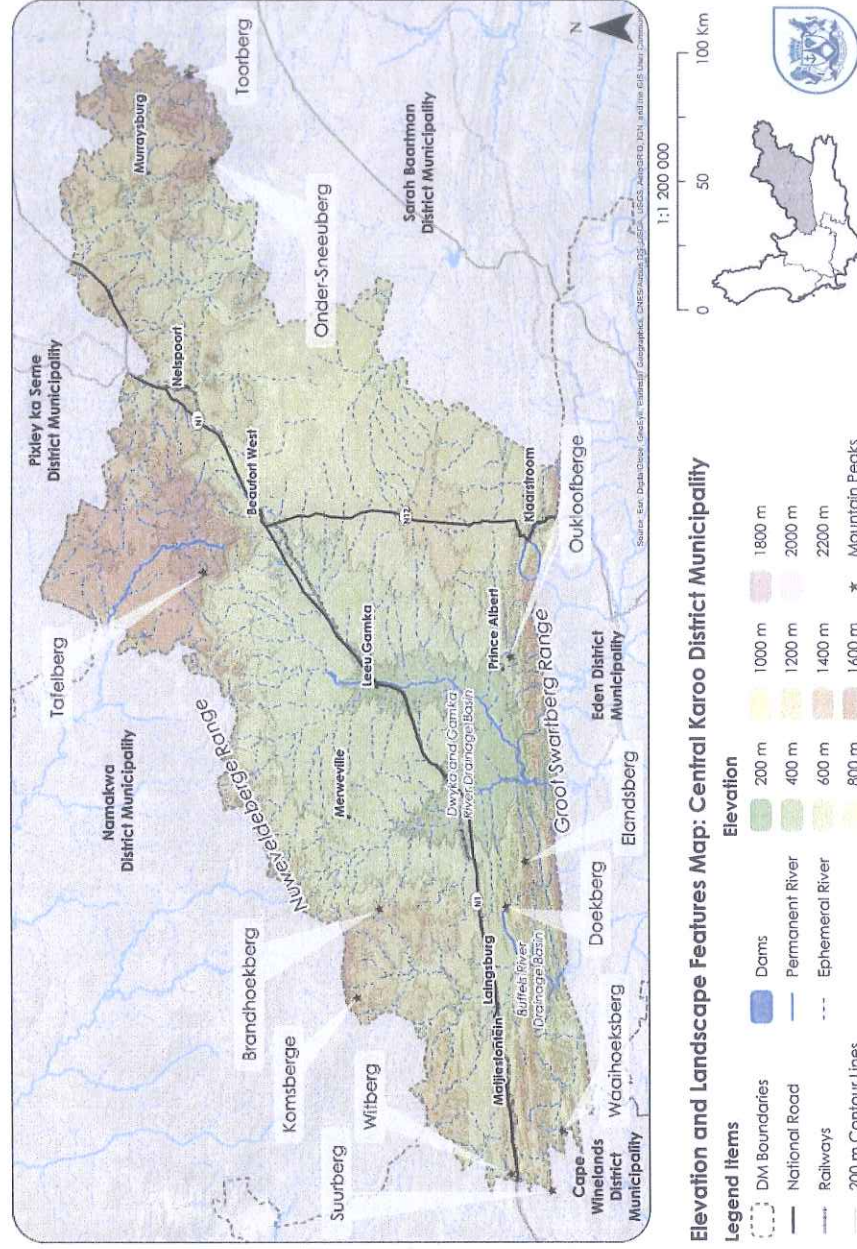 Pixley ka Seme
District Municipality
Murraysburg
Toorberg
Tafelberg
Nelspoort
N1
Namakwa
District Municipality
Beaufort West
Onder-Sneeuberg
Sarah Baartman
District Municipality
N
Nuweveldeberge Range
Leeu Gamka
N12
Brandhoekberg
Merweville
Komsberge
Dwyka and Gamka
River Drainage Basin
Prince Albert
Klaarstroom
Oukloofberge
Groot Swartberg Range
Eden District
Municipality
Witberg
N1
Laingsburg
Matjiesfontein
Buffels River
Drainage Basin
Elandsberg
Doekberg
Suurberg
Waaihoeksberg
Cape
Winelands
District
Municipality
1:1 200 000
0
50
100 Km
Elevation and Landscape Features Map: Central Karoo District Municipality
Legend Items
DM Boundaries
National Road
Railways
200 m Contour Lines
Dams
Permanent River
Ephemeral River
Elevation
200 m
400 m
600 m
800 m
1000 m
1200 m
1400 m
1600 m
1800 m
2000 m
2200 m
Mountain Peaks